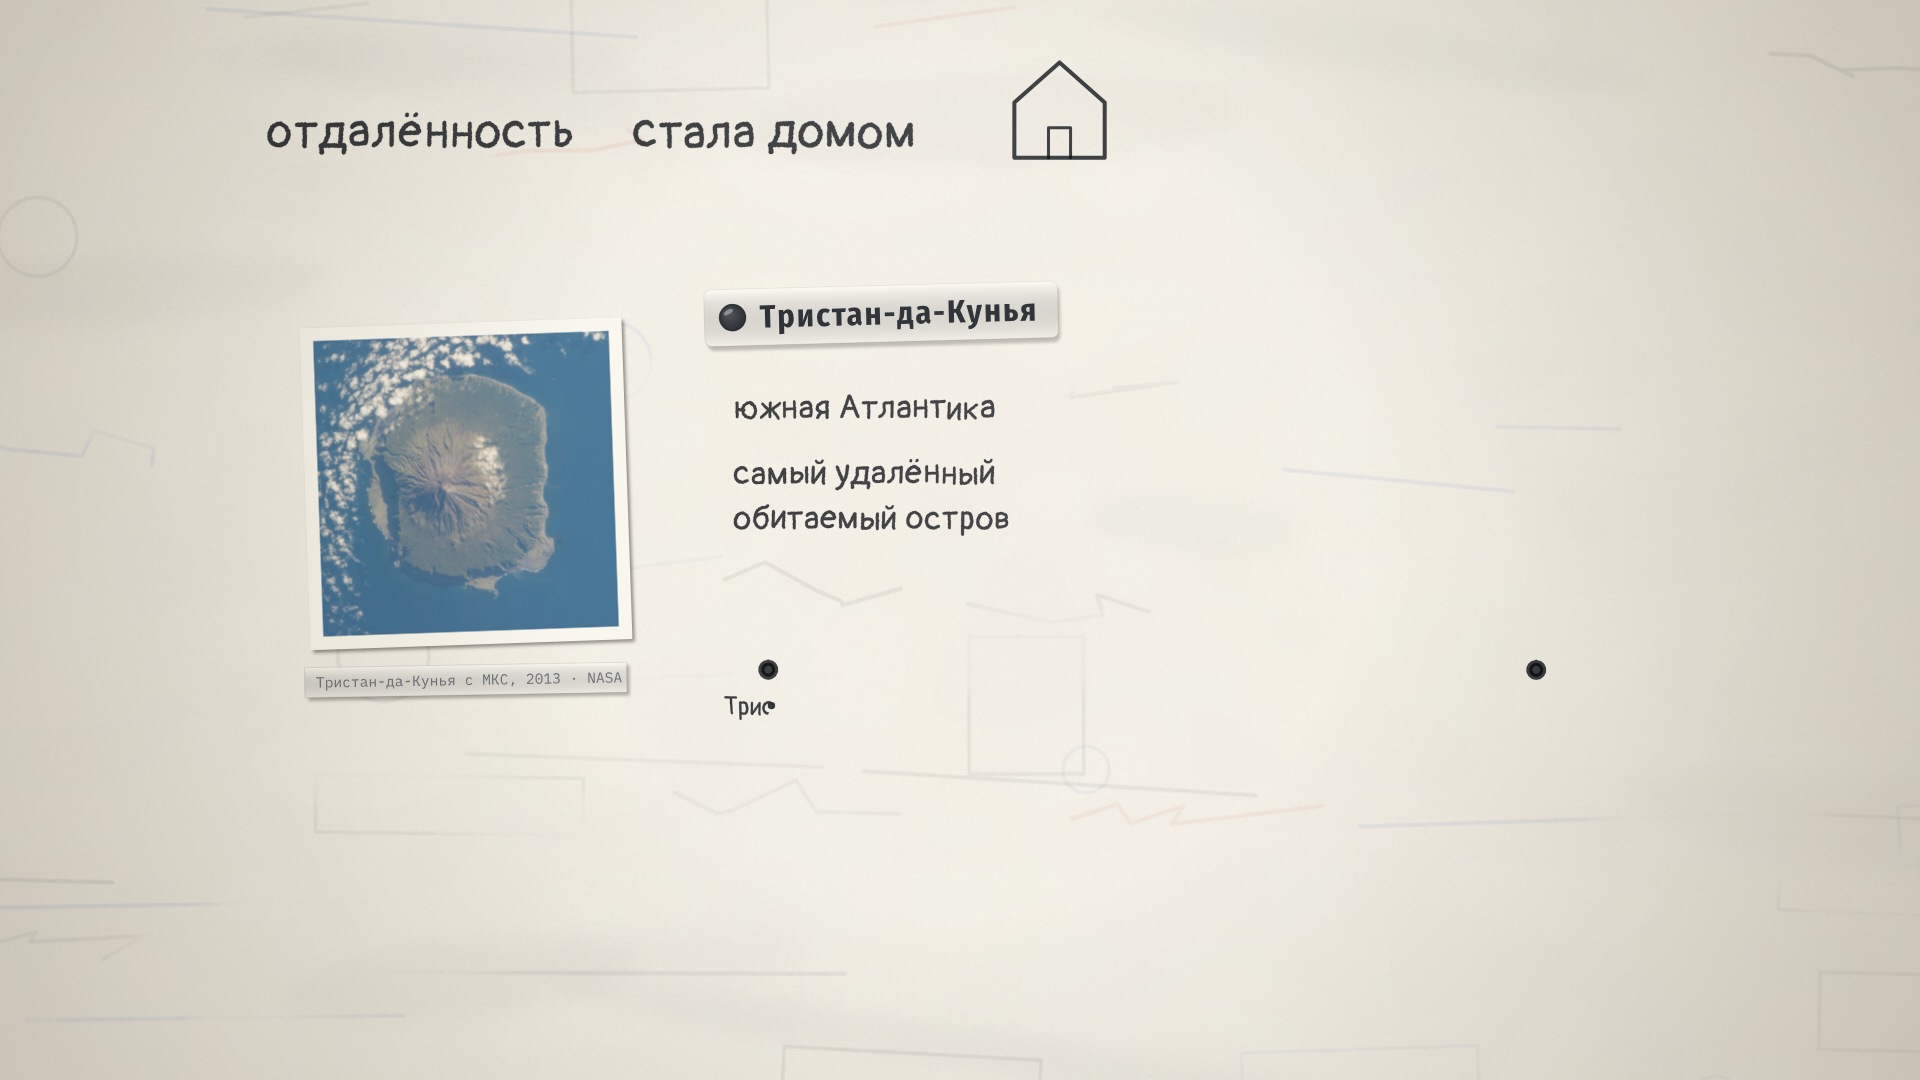 отдалённость стала домом
Тристан-да-Кунья
южная Атлантика
самый удалённый
обитаемый остров
Тристан-да-Кунья с МКС, 2013 · NASA
Трис